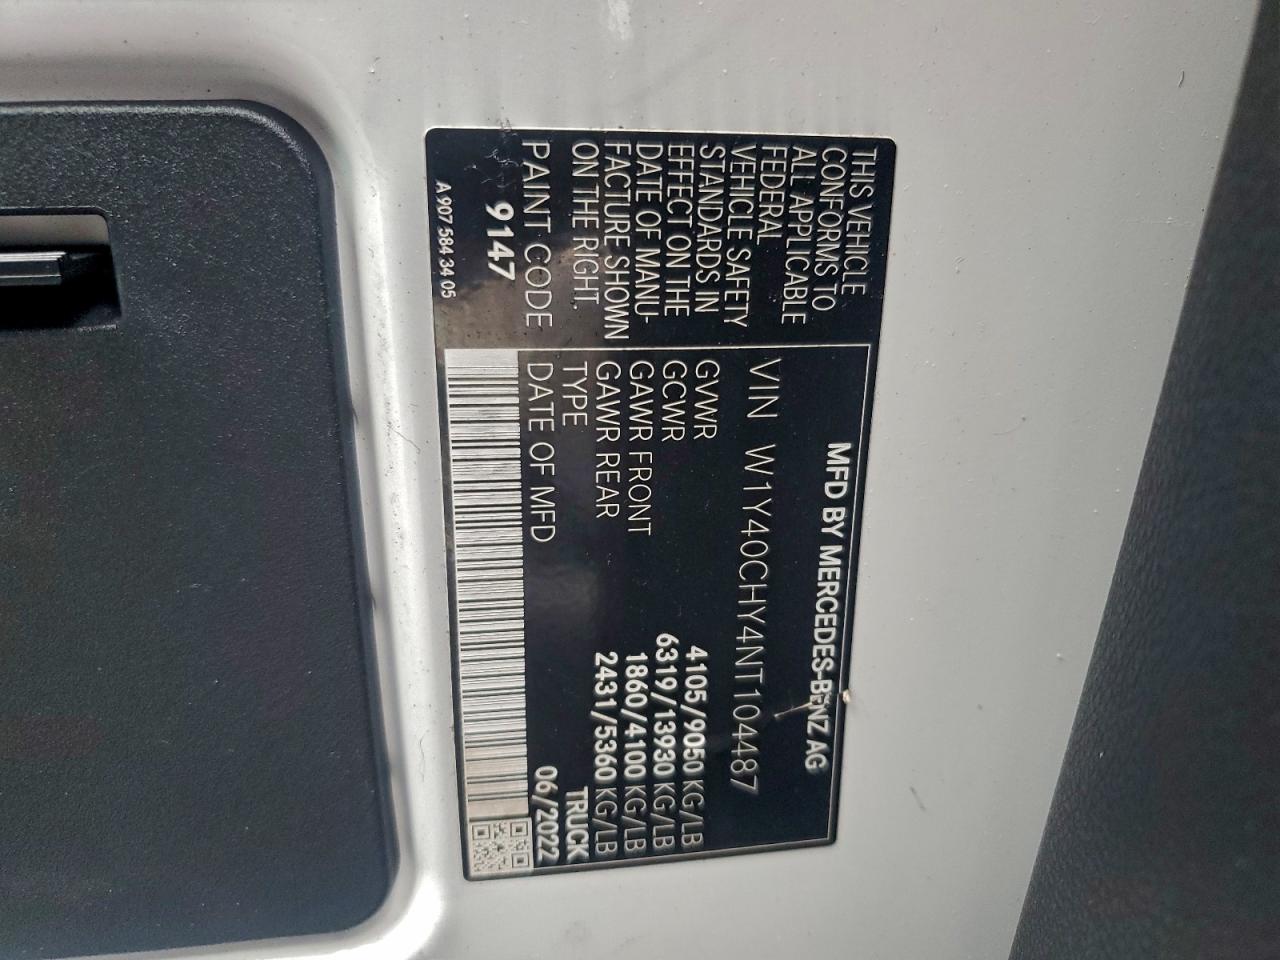 MFD BY MERCEDES-BENZ AG
VIN W1Y40CHY4NT104487
GVWR 4105/9050 KG/LB
GCWR 6319/13930 KG/LB
GAWR FRONT 1860/4100 KG/LB
GAWR REAR 2431/5360 KG/LB
TYPE TRUCK
DATE OF MFD 06/2022
THIS VEHICLE
CONFORMS TO
ALL APPLICABLE
FEDERAL
VEHICLE SAFETY
STANDARDS IN
EFFECT ON THE
DATE OF MANU-
FACTURE SHOWN
ON THE RIGHT.
PAINT CODE
9147
A 907 584 34 05